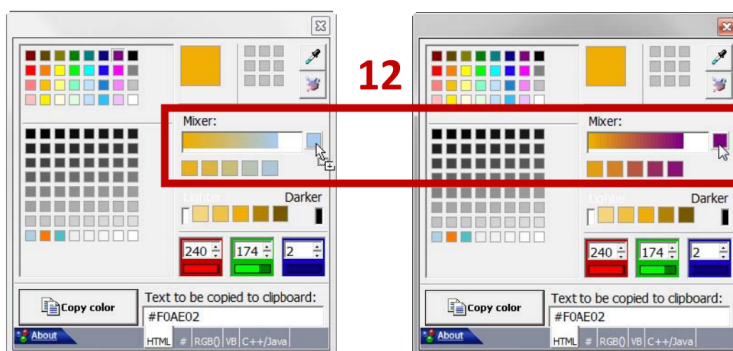 12
Mixer:
Lighter
Darker
240
174
2
Copy color
Text to be copied to clipboard:
#F0AE02
About
HTML
#
RGB()
VB
C++/Java
Mixer:
Lighter
Darker
240
174
2
Copy color
Text to be copied to clipboard:
#F0AE02
About
HTML
#
RGB()
VB
C++/Java